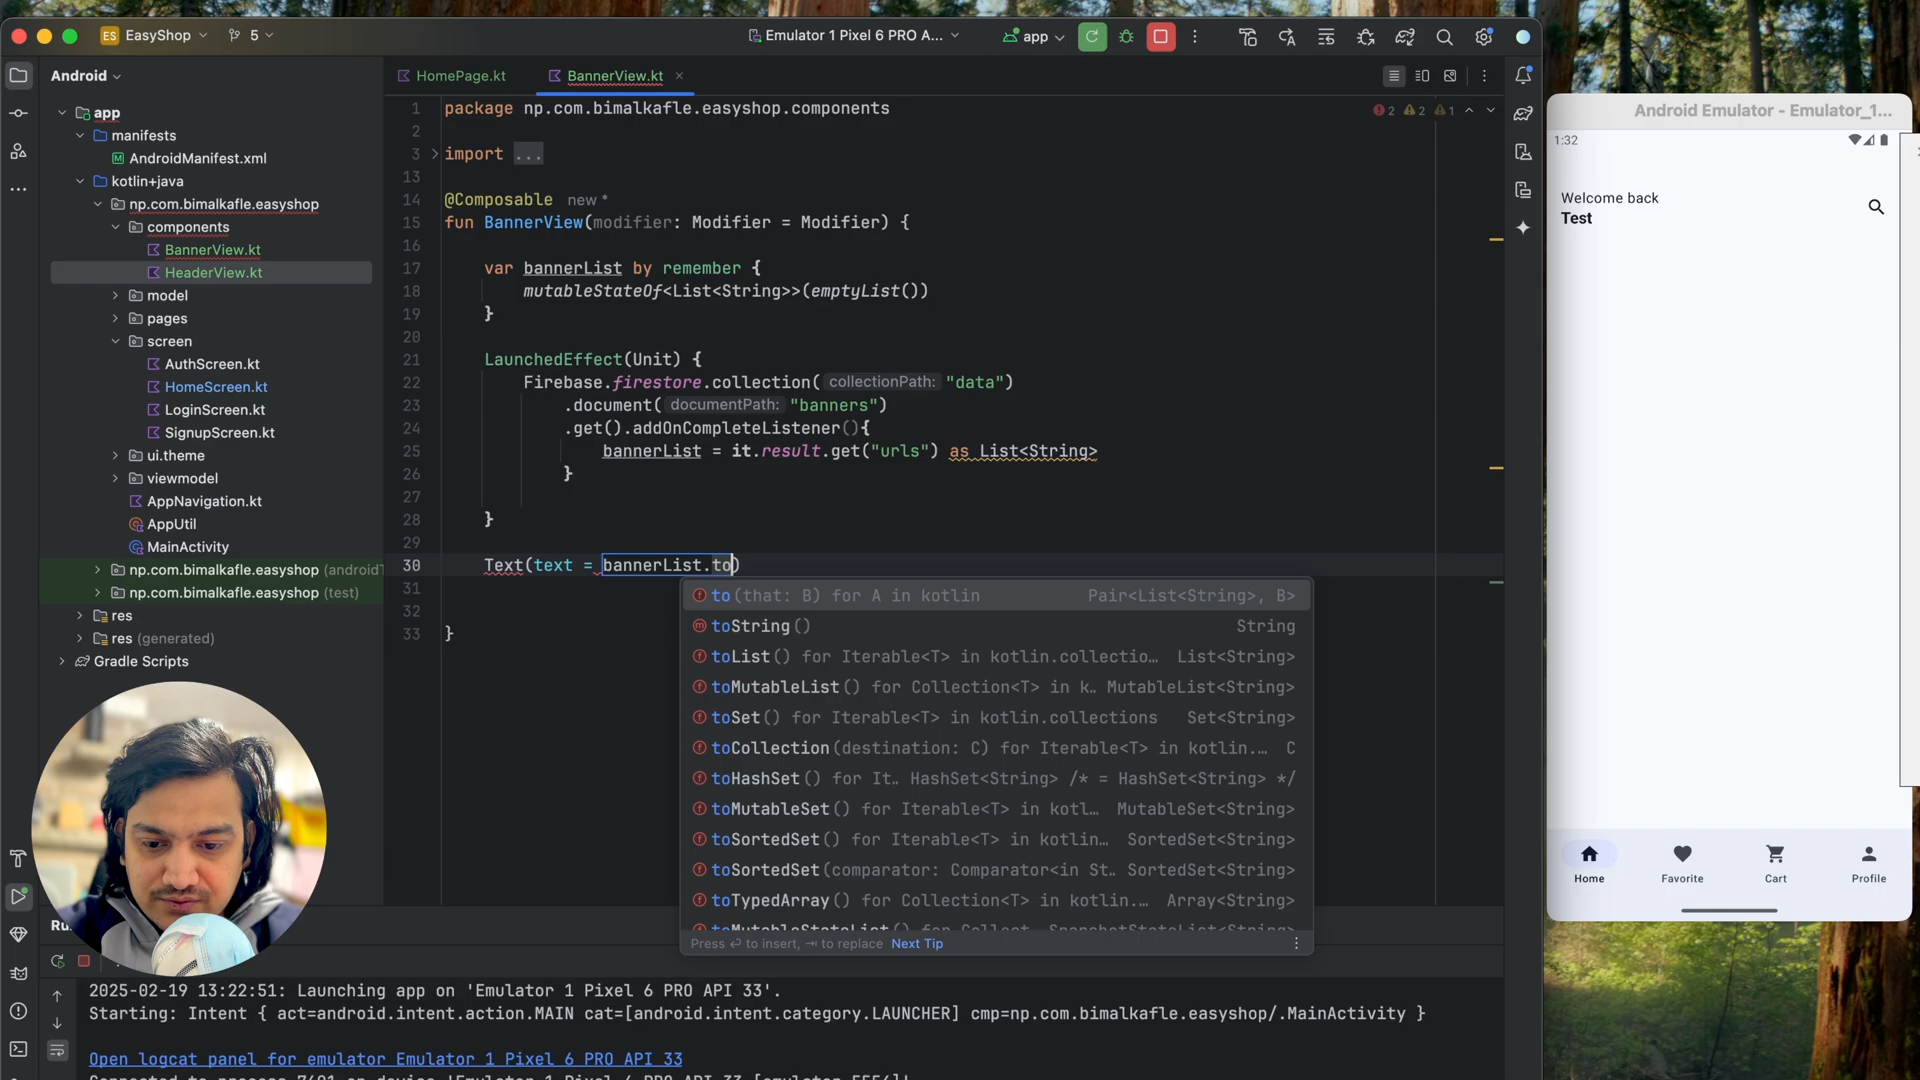 ES EasyShop
5
Emulator 1 Pixel 6 PRO A...
app
Android
HomePage.kt
BannerView.kt
app
manifests
AndroidManifest.xml
kotlin+java
np.com.bimalkafle.easyshop
components
BannerView.kt
HeaderView.kt
model
pages
screen
AuthScreen.kt
HomeScreen.kt
LoginScreen.kt
SignupScreen.kt
ui.theme
viewmodel
AppNavigation.kt
AppUtil
MainActivity
np.com.bimalkafle.easyshop (androidT
np.com.bimalkafle.easyshop (test)
res
res (generated)
Gradle Scripts
2 2 1
1 package np.com.bimalkafle.easyshop.components
2
3 import ...
13
14 @Composable new *
15 fun BannerView(modifier: Modifier = Modifier) {
16
17 var bannerList by remember {
18 mutableStateOf<List<String>>(emptyList())
19 }
20
21 LaunchedEffect(Unit) {
22 Firebase.firestore.collection( collectionPath: "data")
23 .document( documentPath: "banners")
24 .get().addOnCompleteListener(){
25 bannerList = it.result.get("urls") as List<String>
26 }
27
28 }
29
30 Text(text = bannerList.to)
31
32
33 }
to(that: B) for A in kotlin Pair<List<String>, B>
toString() String
toList() for Iterable<T> in kotlin.collectio... List<String>
toMutableList() for Collection<T> in k.. MutableList<String>
toSet() for Iterable<T> in kotlin.collections Set<String>
toCollection(destination: C) for Iterable<T> in kotlin.... C
toHashSet() for It.. HashSet<String> /* = HashSet<String> */
toMutableSet() for Iterable<T> in kotl... MutableSet<String>
toSortedSet() for Iterable<T> in kotlin... SortedSet<String>
toSortedSet(comparator: Comparator<in St.. SortedSet<String>
toTypedArray() for Collection<T> in kotlin.... Array<String>
toMutableStateList() for Collect.. SnapshotStateList<String>
Press ⏎ to insert, ⇥ to replace Next Tip
2025-02-19 13:22:51: Launching app on 'Emulator 1 Pixel 6 PRO API 33'.
Starting: Intent { act=android.intent.action.MAIN cat=[android.intent.category.LAUNCHER] cmp=np.com.bimalkafle.easyshop/.MainActivity }
Open logcat panel for emulator Emulator 1 Pixel 6 PRO API 33
Android Emulator - Emulator_1...
1:32
Welcome back
Test
Home
Favorite
Cart
Profile